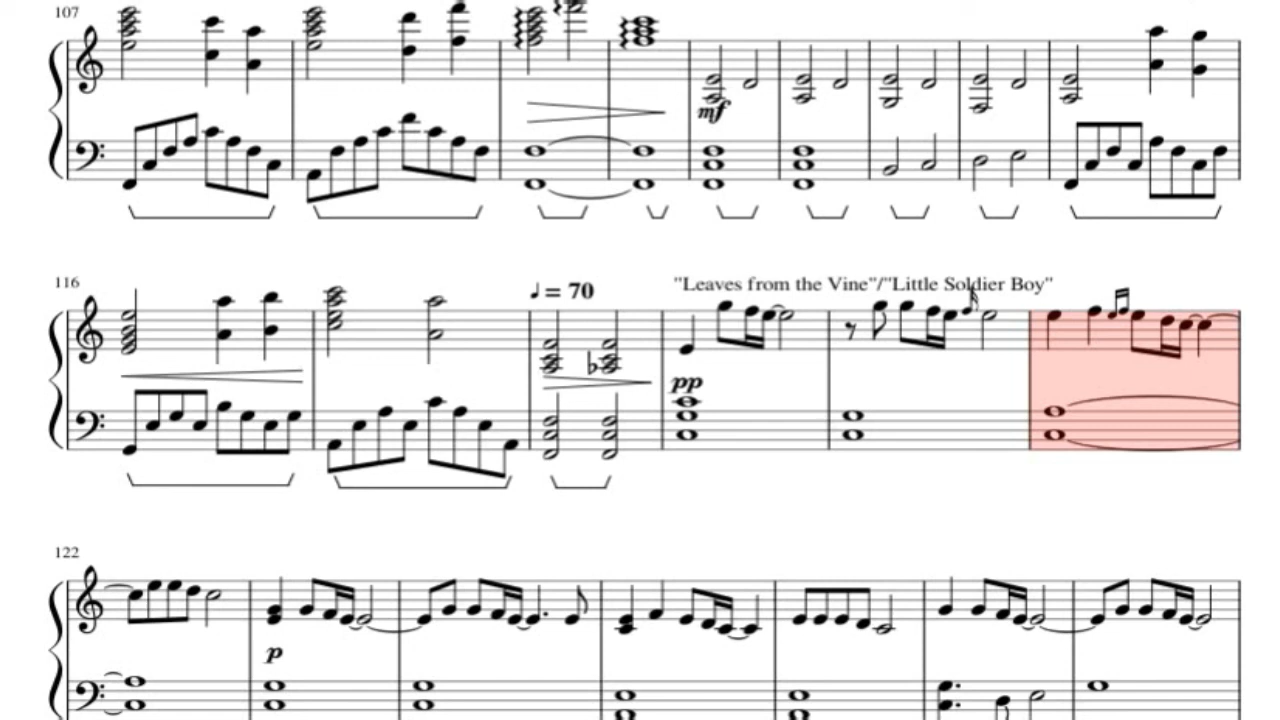 107
mf
116
♩ = 70
"Leaves from the Vine"/"Little Soldier Boy"
pp
122
p